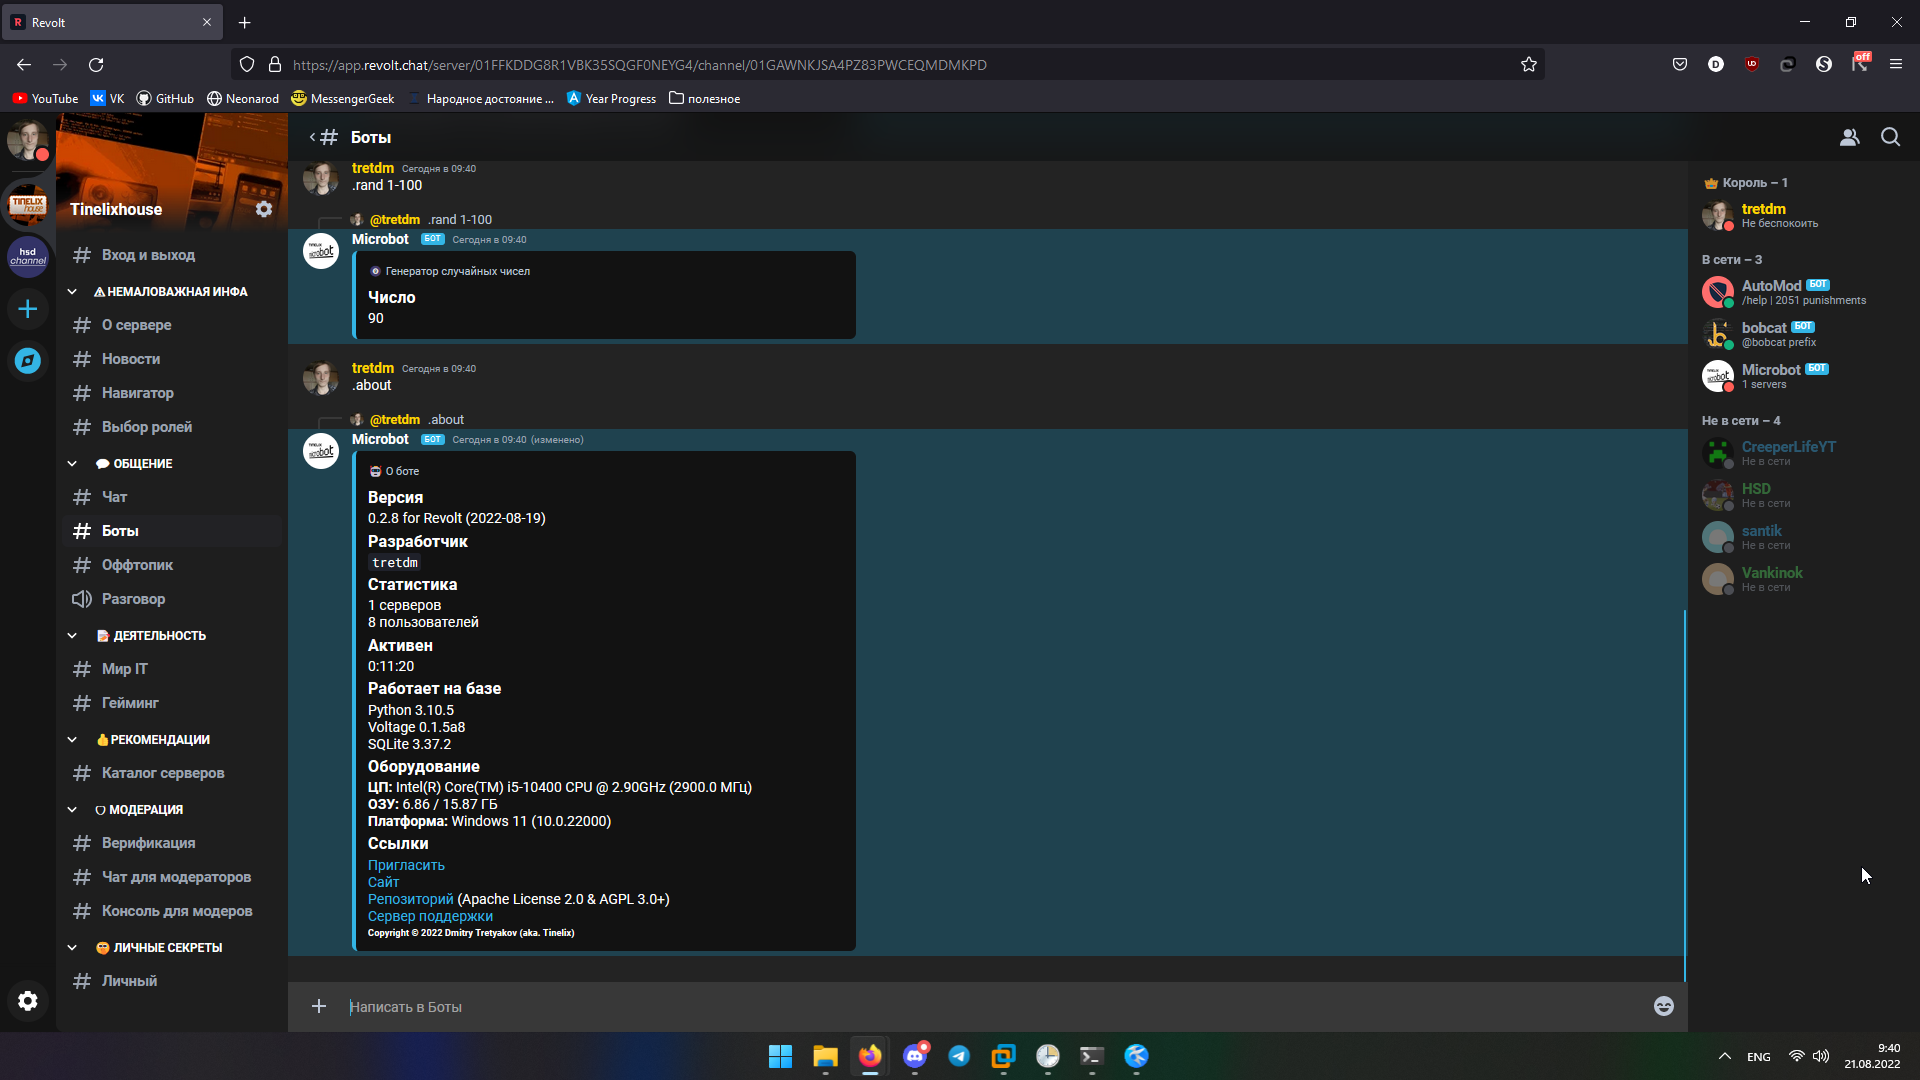 Revolt
https://app.revolt.chat/server/01FFKDDG8R1VBK35SQGF0NEYG4/channel/01GAWNKJSA4PZ83PWCEQMDMKPD
off
YouTube
VK
GitHub
Neonarod
MessengerGeek
Народное достояние ...
Year Progress
полезное
TINELIX
house
hsd
channel
Tinelixhouse
# Вход и выход
НЕМАЛОВАЖНАЯ ИНФА
# О сервере
# Новости
# Навигатор
# Выбор ролей
ОБЩЕНИЕ
# Чат
# Боты
# Оффтопик
Разговор
ДЕЯТЕЛЬНОСТЬ
# Мир IT
# Гейминг
РЕКОМЕНДАЦИИ
# Каталог серверов
МОДЕРАЦИЯ
# Верификация
# Чат для модераторов
# Консоль для модеров
ЛИЧНЫЕ СЕКРЕТЫ
# Личный
# Боты
tretdm Сегодня в 09:40
.rand 1-100
@tretdm .rand 1-100
Microbot БОТ Сегодня в 09:40
Генератор случайных чисел
Число
90
tretdm Сегодня в 09:40
.about
@tretdm .about
Microbot БОТ Сегодня в 09:40 (изменено)
О боте
Версия
0.2.8 for Revolt (2022-08-19)
Разработчик
tretdm
Статистика
1 серверов
8 пользователей
Активен
0:11:20
Работает на базе
Python 3.10.5
Voltage 0.1.5a8
SQLite 3.37.2
Оборудование
ЦП: Intel(R) Core(TM) i5-10400 CPU @ 2.90GHz (2900.0 МГц)
ОЗУ: 6.86 / 15.87 ГБ
Платформа: Windows 11 (10.0.22000)
Ссылки
Пригласить
Сайт
Репозиторий (Apache License 2.0 & AGPL 3.0+)
Сервер поддержки
Copyright © 2022 Dmitry Tretyakov (aka. Tinelix)
Написать в Боты
Король – 1
tretdm
Не беспокоить
В сети – 3
AutoMod БОТ
/help | 2051 punishments
bobcat БОТ
@bobcat prefix
Microbot БОТ
1 servers
Не в сети – 4
CreeperLifeYT
Не в сети
HSD
Не в сети
santik
Не в сети
Vankinok
Не в сети
ENG
9:40
21.08.2022